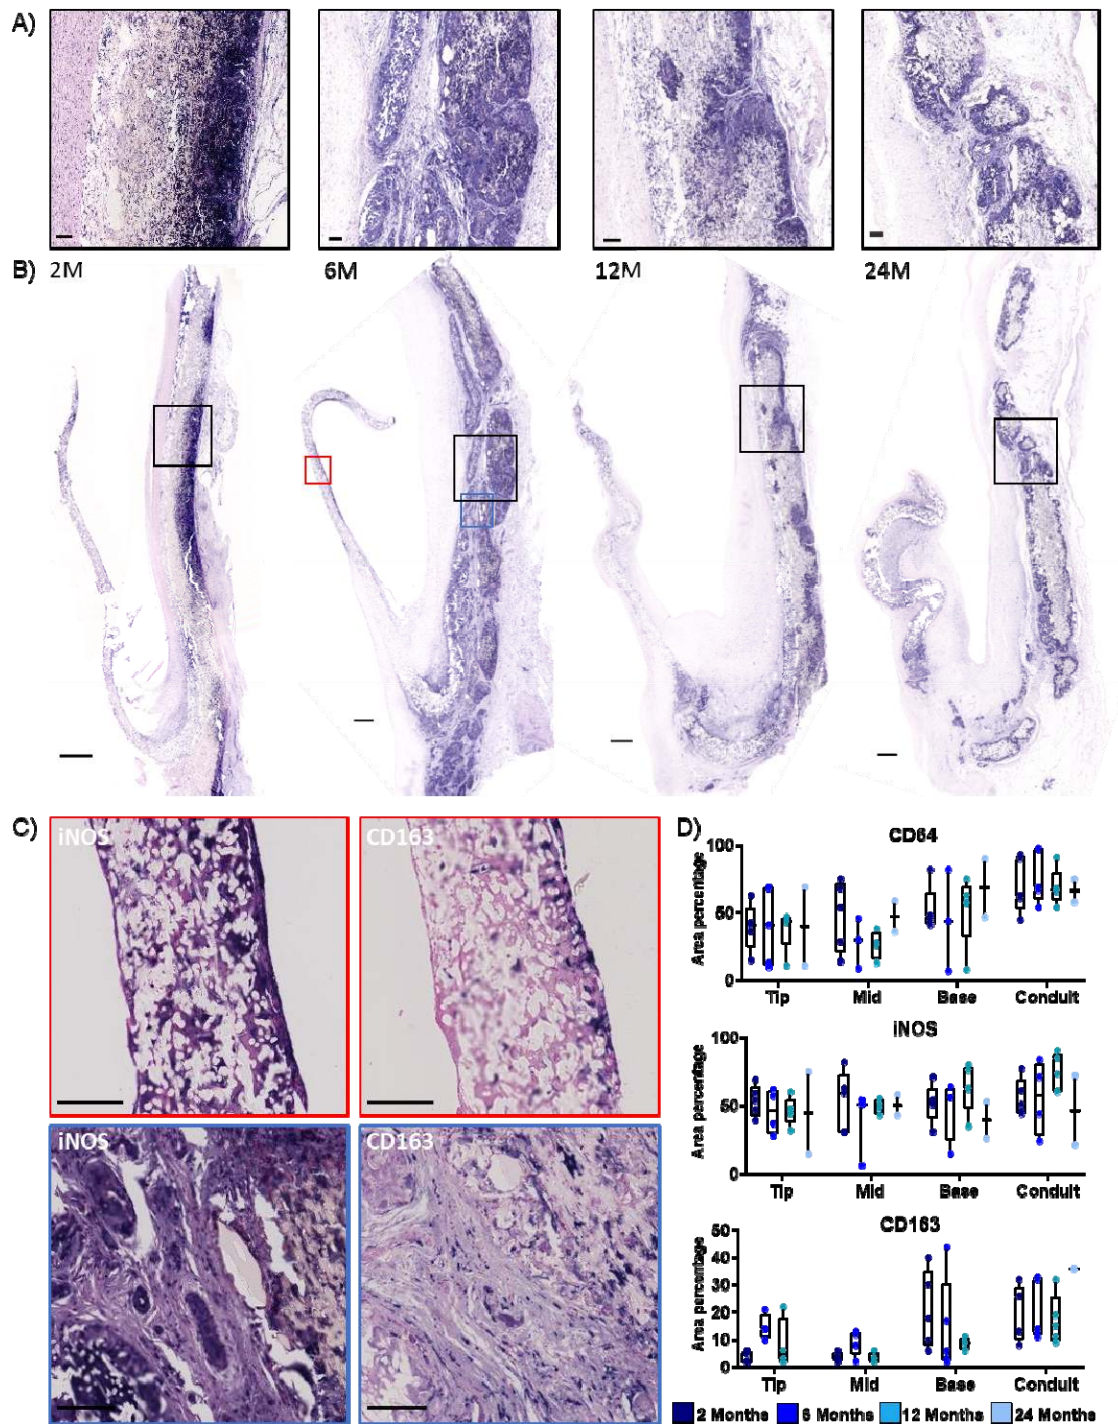 A)
B)
2M
6M
12M
24M
C)
iNOS
CD163
iNOS
CD163
D)
CD64
Area percentage
100
50
0
Tip
Mid
Base
Conduit
iNOS
Area percentage
100
50
0
Tip
Mid
Base
Conduit
CD163
Area percentage
50
40
30
20
10
0
Tip
Mid
Base
Conduit
2 Months
6 Months
12 Months
24 Months